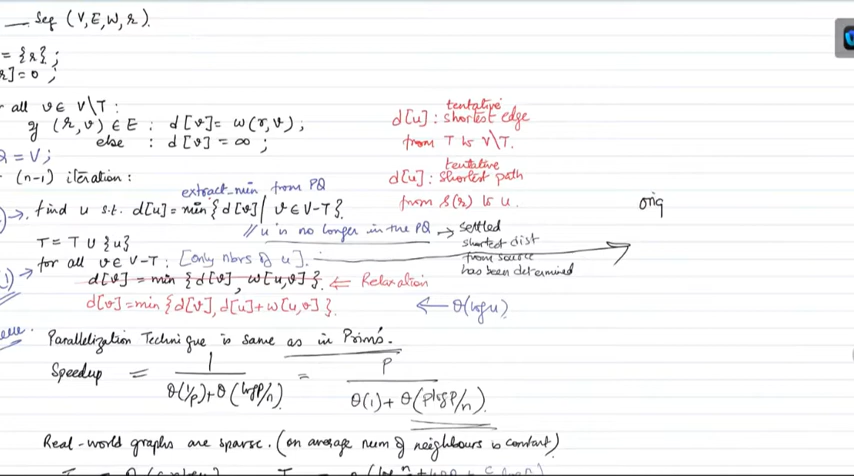 Seq (V,E,W,r).
= {r} ;
r]=0 ;
r all v∈ V\T :
if (r,v) ∈ E : d[v]= w(r,v),
else : d[v] = ∞ ;
Q = V ;
(n-1) iteration :
extract_min from PQ
→. find u s.t. d[u]=min{d[v] | v∈V-T}.
// u is no longer in the PQ → settled
shortest dist
from source
has been determined
T = T ∪ {u}
1) → for all v∈V-T : [only nbrs of u].
d[v] = min {d[v], w[u,v]}. ⇐ Relaxation
d[v]=min {d[v], d[u]+w[u,v]}.
← θ(log n)
tentative
d[u] : shortest edge
from T to V\T.
tentative
d[u] : shortest path
from s(r) to u.
orig
Parallelization Technique is same as in Prim's.
Speedup = 1 / θ(1/p)+θ(logp/n) = p / θ(1) + θ(plogp/n).
Real-world graphs are sparse. (on average num of neighbours is constant)